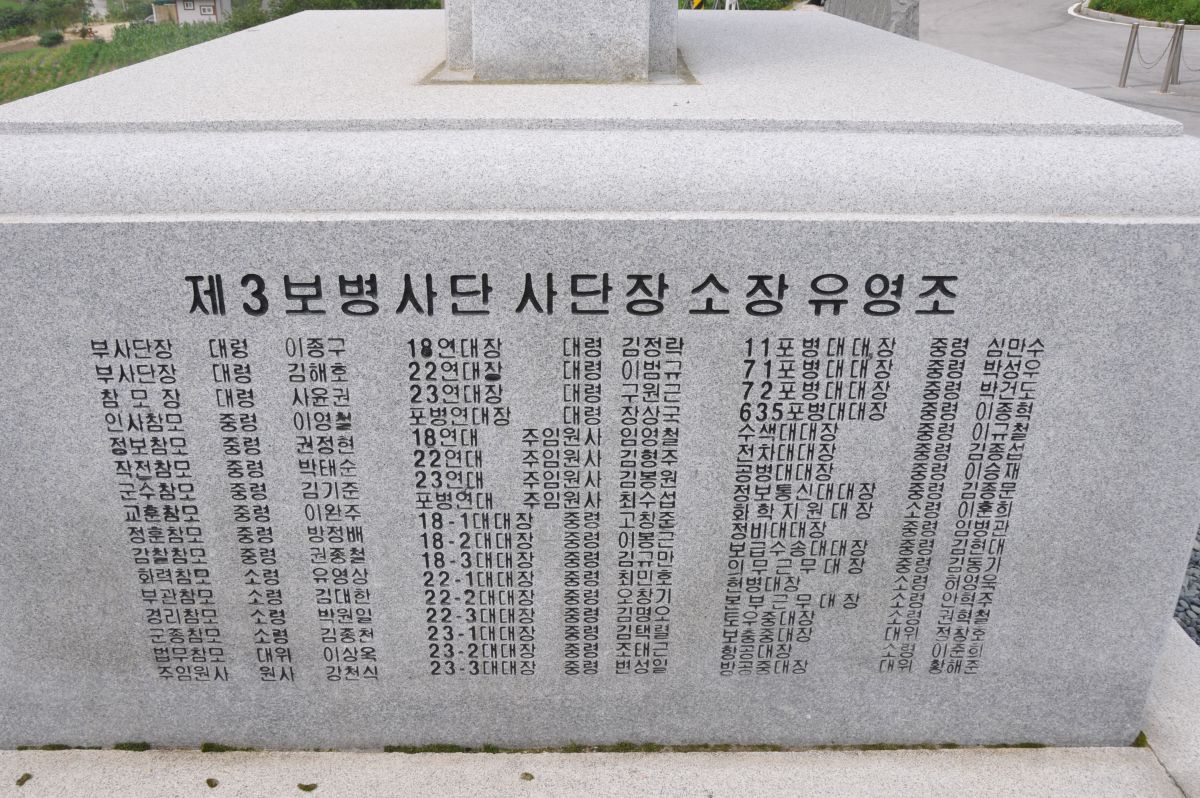 제3보병사단 사단장 소장 유영조
부사단장 대령 이종구
부사단장 대령 김해호
참모장 대령 사윤권
인사참모 중령 이영철
정보참모 중령 권정현
작전참모 중령 박태순
군수참모 중령 김기준
교훈참모 중령 이완주
정훈참모 중령 방정배
감찰참모 중령 권종철
화력참모 소령 유영상
부관참모 소령 김대한
경리참모 소령 박원일
군종참모 소령 김종천
법무참모 대위 이상욱
주임원사 원사 강천식
18연대장 대령 김정락
22연대장 대령 이범규
23연대장 대령 구원근
포병연대장 대령 장상국
18연대 주임원사 임영철
22연대 주임원사 김형주
23연대 주임원사 김봉원
포병연대 주임원사 최수섭
18-1대대장 중령 고창준
18-2대대장 중령 이봉근
18-3대대장 중령 김규만
22-1대대장 중령 최민호
22-2대대장 중령 오창기
22-3대대장 중령 김명오
23-1대대장 중령 김택렬
23-2대대장 중령 조태근
23-3대대장 중령 변성일
11포병대대장 중령 심만수
71포병대대장 중령 박성우
72포병대대장 중령 박건도
635포병대대장 중령 이종혁
수색대대장 중령 이규철
전차대대장 중령 김종섭
공병대대장 중령 이승재
정보통신대대장 중령 김종문
화학지원대장 소령 이훈희
정비대대장 중령 임병관
보급수송대대장 중령 김현대
의무근무대장 중령 김동기
헌병대장 소령 허영욱
본부근무대장 소령 안현주
토우중대장 소령 권혁철
보충중대장 대위 전창호
항공대장 소령 이준희
방공중대장 대위 황해준